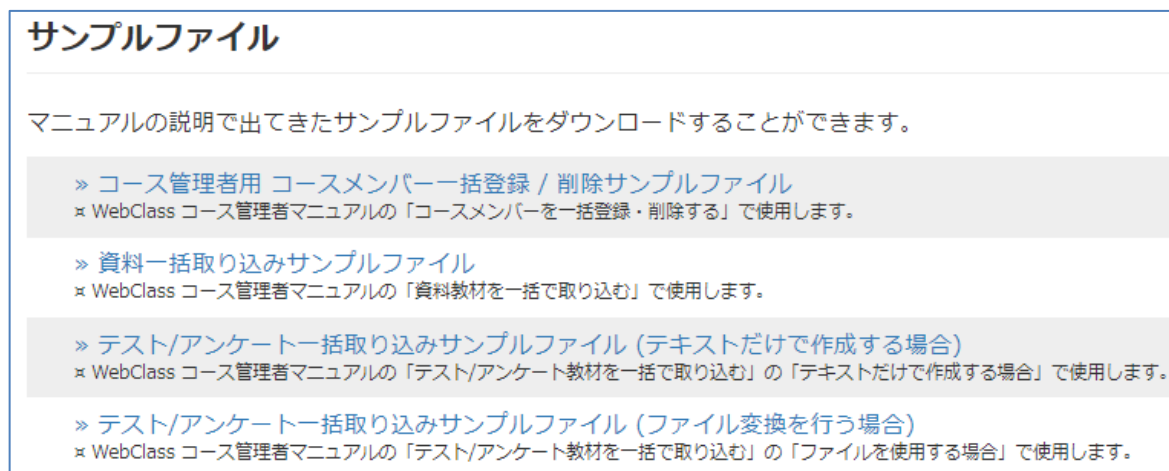 サンプルファイル
マニュアルの説明で出てきたサンプルファイルをダウンロードすることができます。
» コース管理者用 コースメンバー一括登録 / 削除サンプルファイル
¤ WebClass コース管理者マニュアルの「コースメンバーを一括登録・削除する」で使用します。
» 資料一括取り込みサンプルファイル
¤ WebClass コース管理者マニュアルの「資料教材を一括で取り込む」で使用します。
» テスト/アンケート一括取り込みサンプルファイル (テキストだけで作成する場合)
¤ WebClass コース管理者マニュアルの「テスト/アンケート教材を一括で取り込む」の「テキストだけで作成する場合」で使用します。
» テスト/アンケート一括取り込みサンプルファイル (ファイル変換を行う場合)
¤ WebClass コース管理者マニュアルの「テスト/アンケート教材を一括で取り込む」の「ファイルを使用する場合」で使用します。